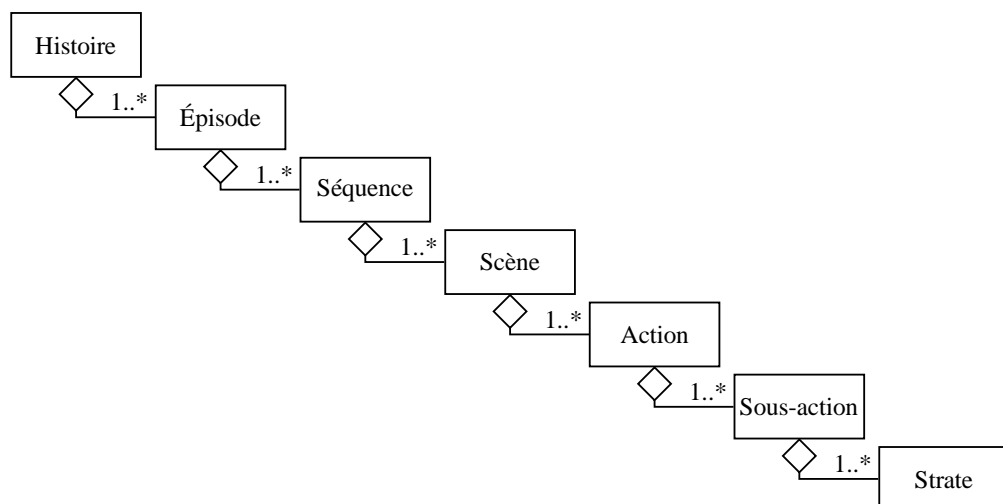 Histoire
1..*
Épisode
1..*
Séquence
1..*
Scène
1..*
Action
1..*
Sous-action
1..*
Strate